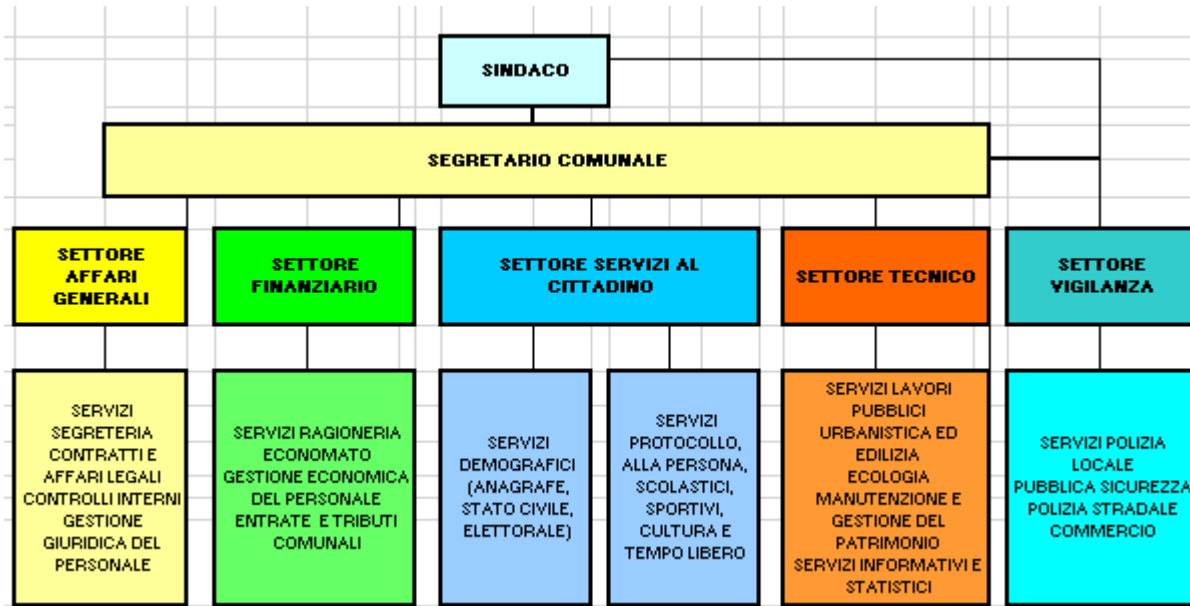 SINDACO
SEGRETARIO COMUNALE
SETTORE
AFFARI
GENERALI
SETTORE
FINANZIARIO
SETTORE SERVIZI AL
CITTADINO
SETTORE TECNICO
SETTORE
VIGILANZA
SERVIZI
SEGRETERIA
CONTRATTI E
AFFARI LEGALI
CONTROLLI INTERNI
GESTIONE
GIURIDICA DEL
PERSONALE
SERVIZI RAGIONERIA
ECONOMATO
GESTIONE ECONOMICA
DEL PERSONALE
ENTRATE E TRIBUTI
COMUNALI
SERVIZI
DEMOGRAFICI
(ANAGRAFE,
STATO CIVILE,
ELETTORALE)
SERVIZI
PROTOCOLLO,
ALLA PERSONA,
SCOLASTICI,
SPORTIVI,
CULTURA E
TEMPO LIBERO
SERVIZI LAVORI
PUBBLICI
URBANISTICA ED
EDILIZIA
ECOLOGIA
MANUTENZIONE E
GESTIONE DEL
PATRIMONIO
SERVIZI INFORMATIVI E
STATISTICI
SERVIZI POLIZIA
LOCALE
PUBBLICA SICUREZZA
POLIZIA STRADALE
COMMERCIO